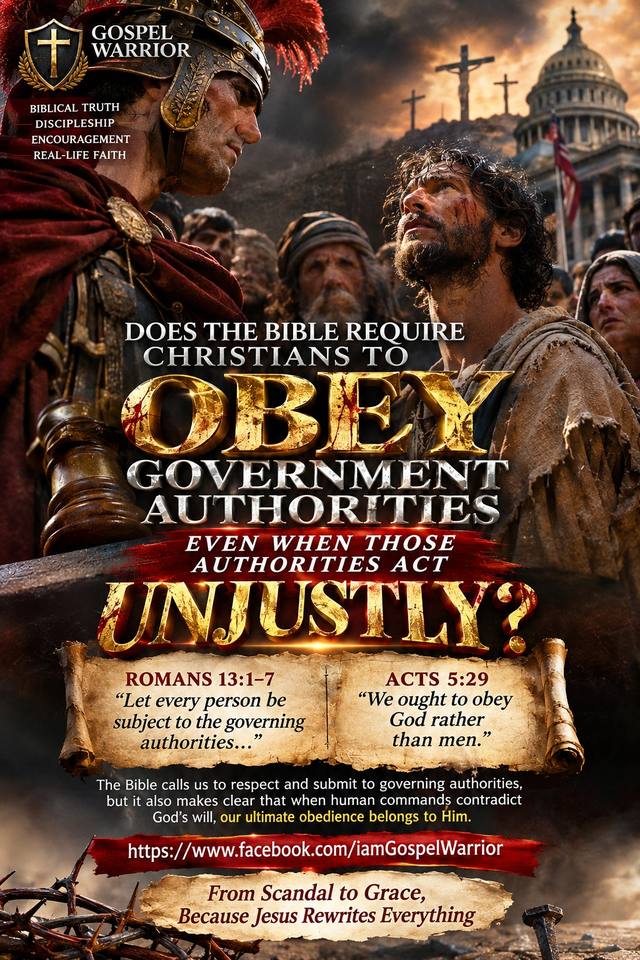 GOSPEL
WARRIOR
BIBLICAL TRUTH
DISCIPLESHIP
ENCOURAGEMENT
REAL-LIFE FAITH
DOES THE BIBLE REQUIRE
CHRISTIANS TO
OBEY
GOVERNMENT
AUTHORITIES
EVEN WHEN THOSE
AUTHORITIES ACT
UNJUSTLY?
ROMANS 13:1–7
“Let every person be
subject to the governing
authorities...”
ACTS 5:29
“We ought to obey
God rather
than men.”
The Bible calls us to respect and submit to governing authorities,
but it also makes clear that when human commands contradict
God’s will, our ultimate obedience belongs to Him.
https://www.facebook.com/iamGospelWarrior
From Scandal to Grace,
Because Jesus Rewrites Everything